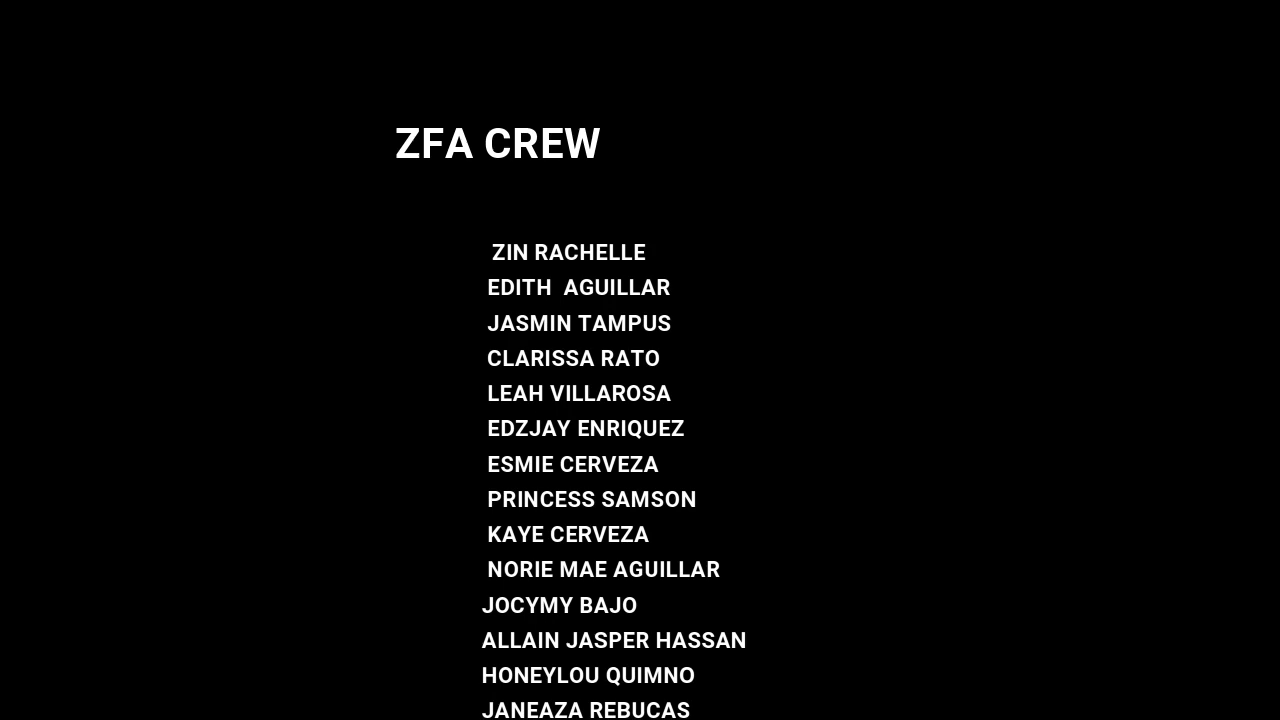 ZFA CREW
ZIN RACHELLE
EDITH  AGUILLAR
JASMIN TAMPUS
CLARISSA RATO
LEAH VILLAROSA
EDZJAY ENRIQUEZ
ESMIE CERVEZA
PRINCESS SAMSON
KAYE CERVEZA
NORIE MAE AGUILLAR
JOCYMY BAJO
ALLAIN JASPER HASSAN
HONEYLOU QUIMNO
JANEAZA REBUCAS